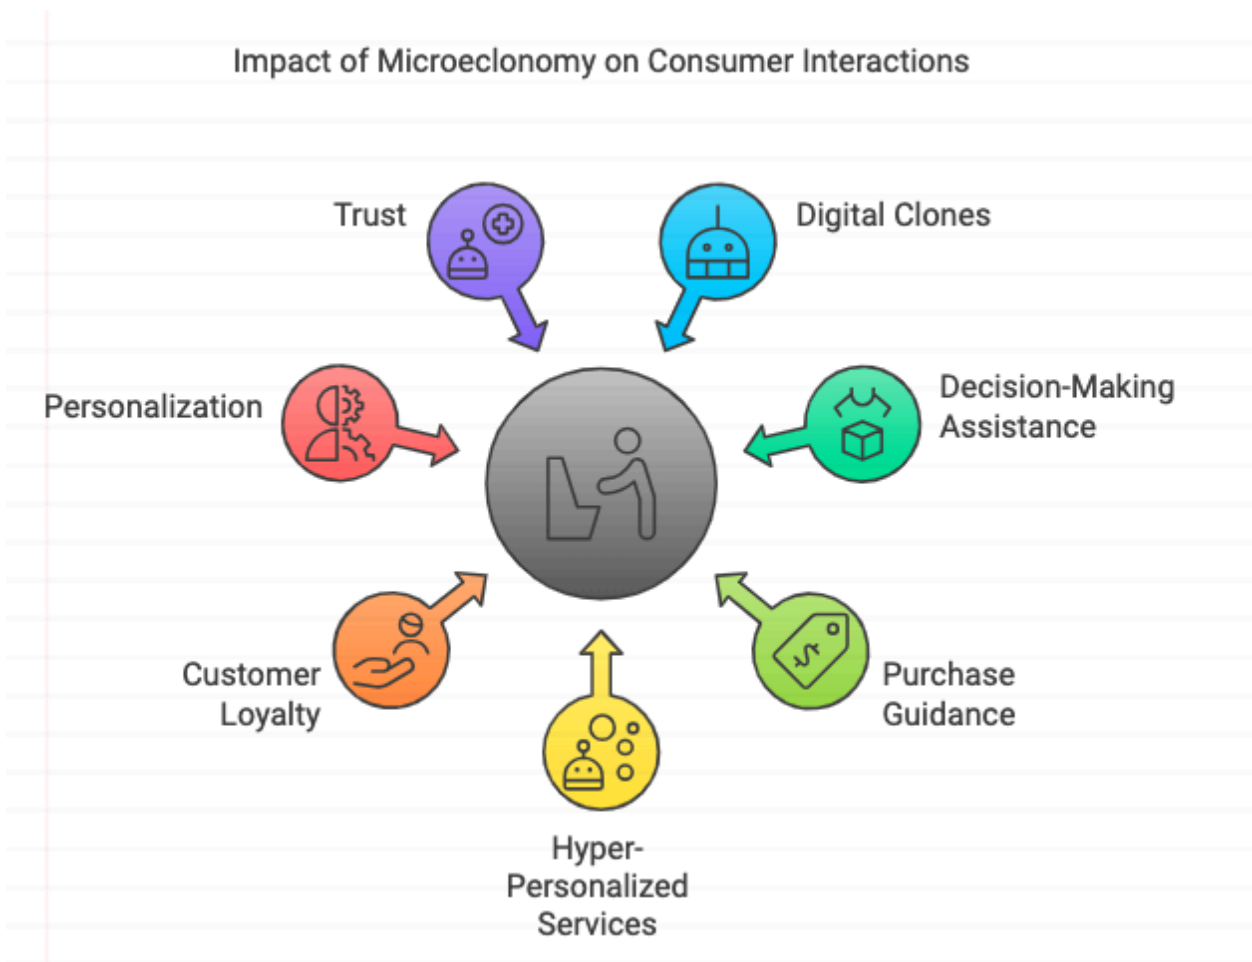 Impact of Microeclonomy on Consumer Interactions
Trust
Digital Clones
Personalization
Decision-Making
Assistance
Customer
Loyalty
Purchase
Guidance
Hyper-
Personalized
Services